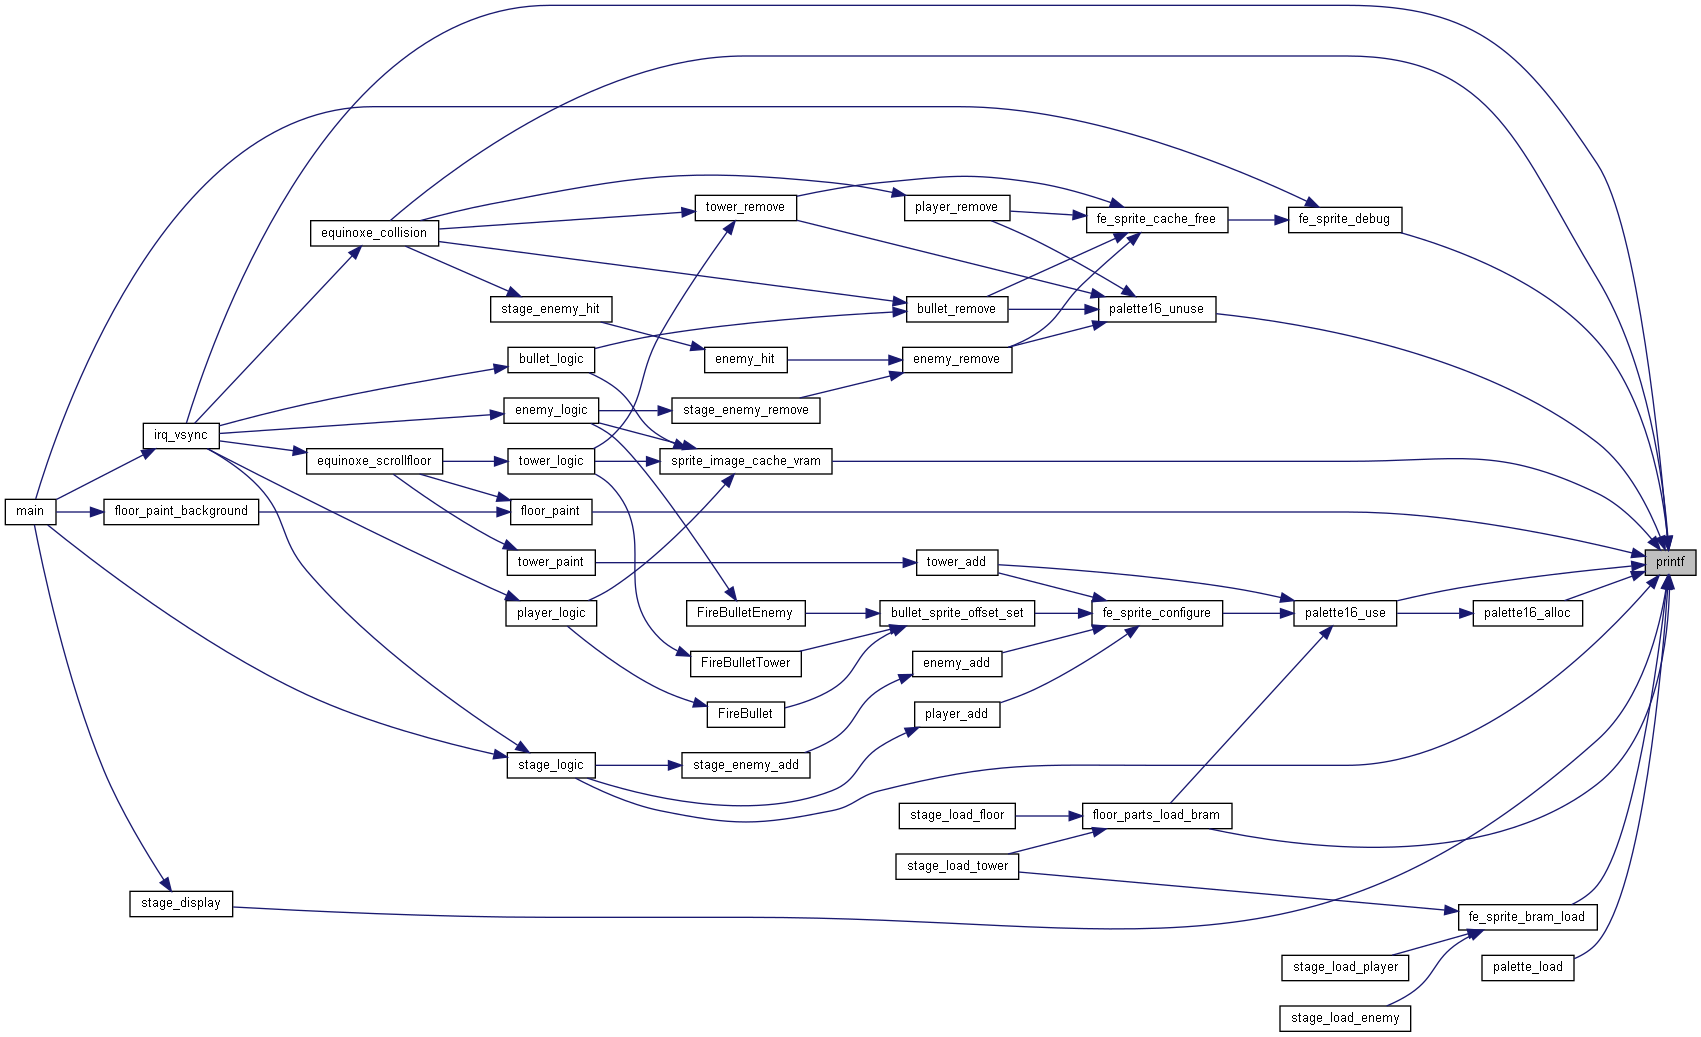 tower_remove
player_remove
fe_sprite_cache_free
fe_sprite_debug
equinoxe_collision
stage_enemy_hit
bullet_remove
palette16_unuse
bullet_logic
enemy_hit
enemy_remove
enemy_logic
stage_enemy_remove
irq_vsync
equinoxe_scrollfloor
tower_logic
sprite_image_cache_vram
main
floor_paint_background
floor_paint
tower_paint
tower_add
printf
player_logic
FireBulletEnemy
bullet_sprite_offset_set
fe_sprite_configure
palette16_use
palette16_alloc
FireBulletTower
enemy_add
FireBullet
player_add
stage_logic
stage_enemy_add
stage_load_floor
floor_parts_load_bram
stage_load_tower
stage_display
fe_sprite_bram_load
stage_load_player
palette_load
stage_load_enemy